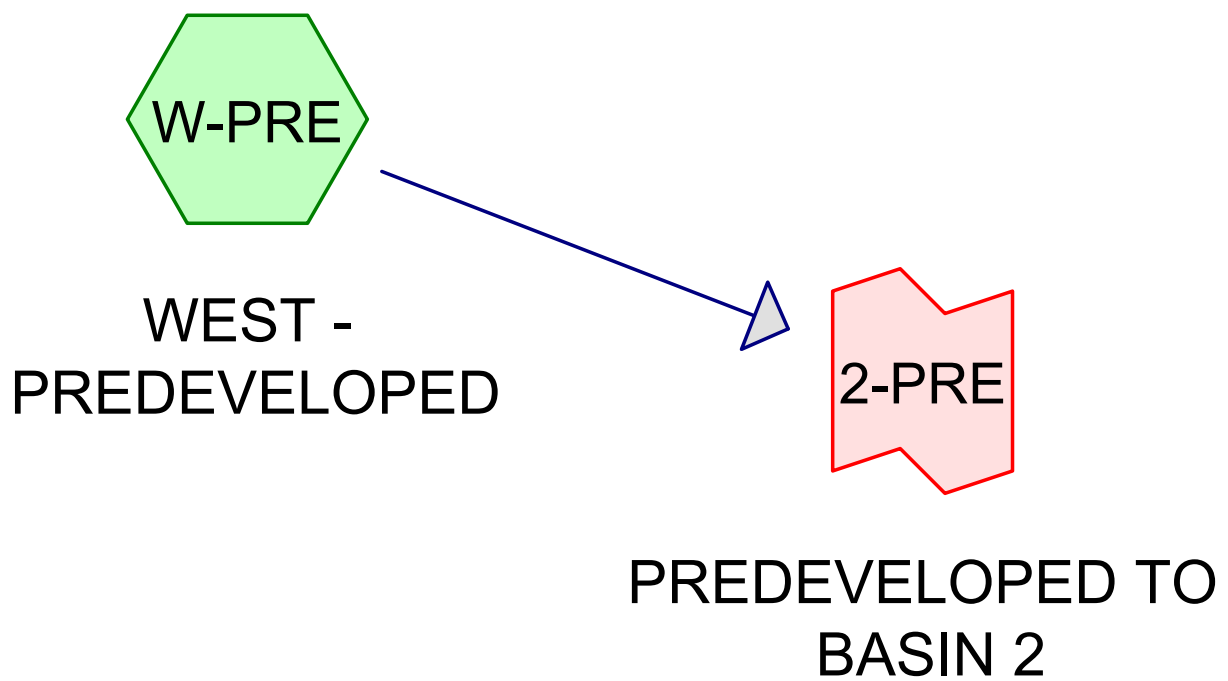 W-PRE
WEST -
PREDEVELOPED
2-PRE
PREDEVELOPED TO
BASIN 2